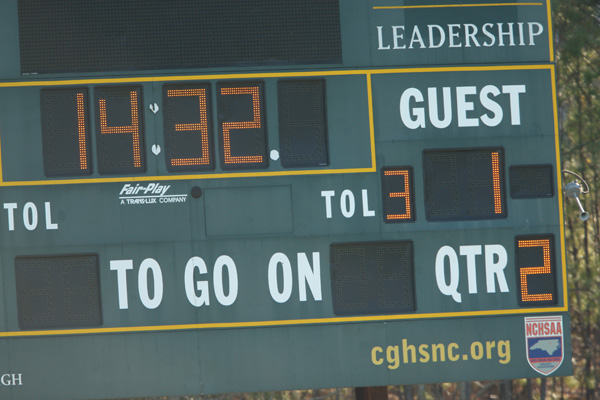 LEADERSHIP
14:32.
GUEST
Fair-Play
A TRANS-LUX COMPANY
TOL
TOL 3
1
TO GO ON
QTR 2
cghsnc.org
NCHSAA
GH